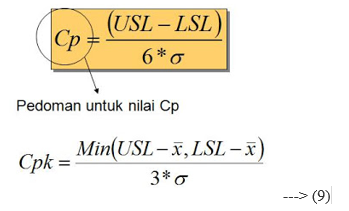 Cp = (USL − LSL) / 6 * σ
Pedoman untuk nilai Cp
Cpk = Min(USL − x̄, LSL − x̄) / 3 * σ
---> (9)